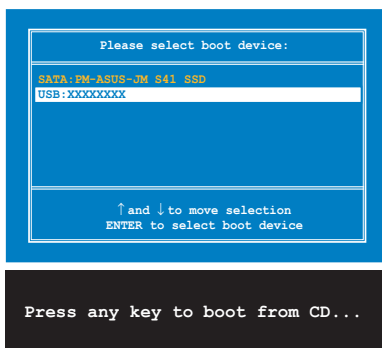 Please select boot device:
SATA:PM-ASUS-JM S41 SSD
USB:XXXXXXXX
↑ and ↓ to move selection
ENTER to select boot device
Press any key to boot from CD...